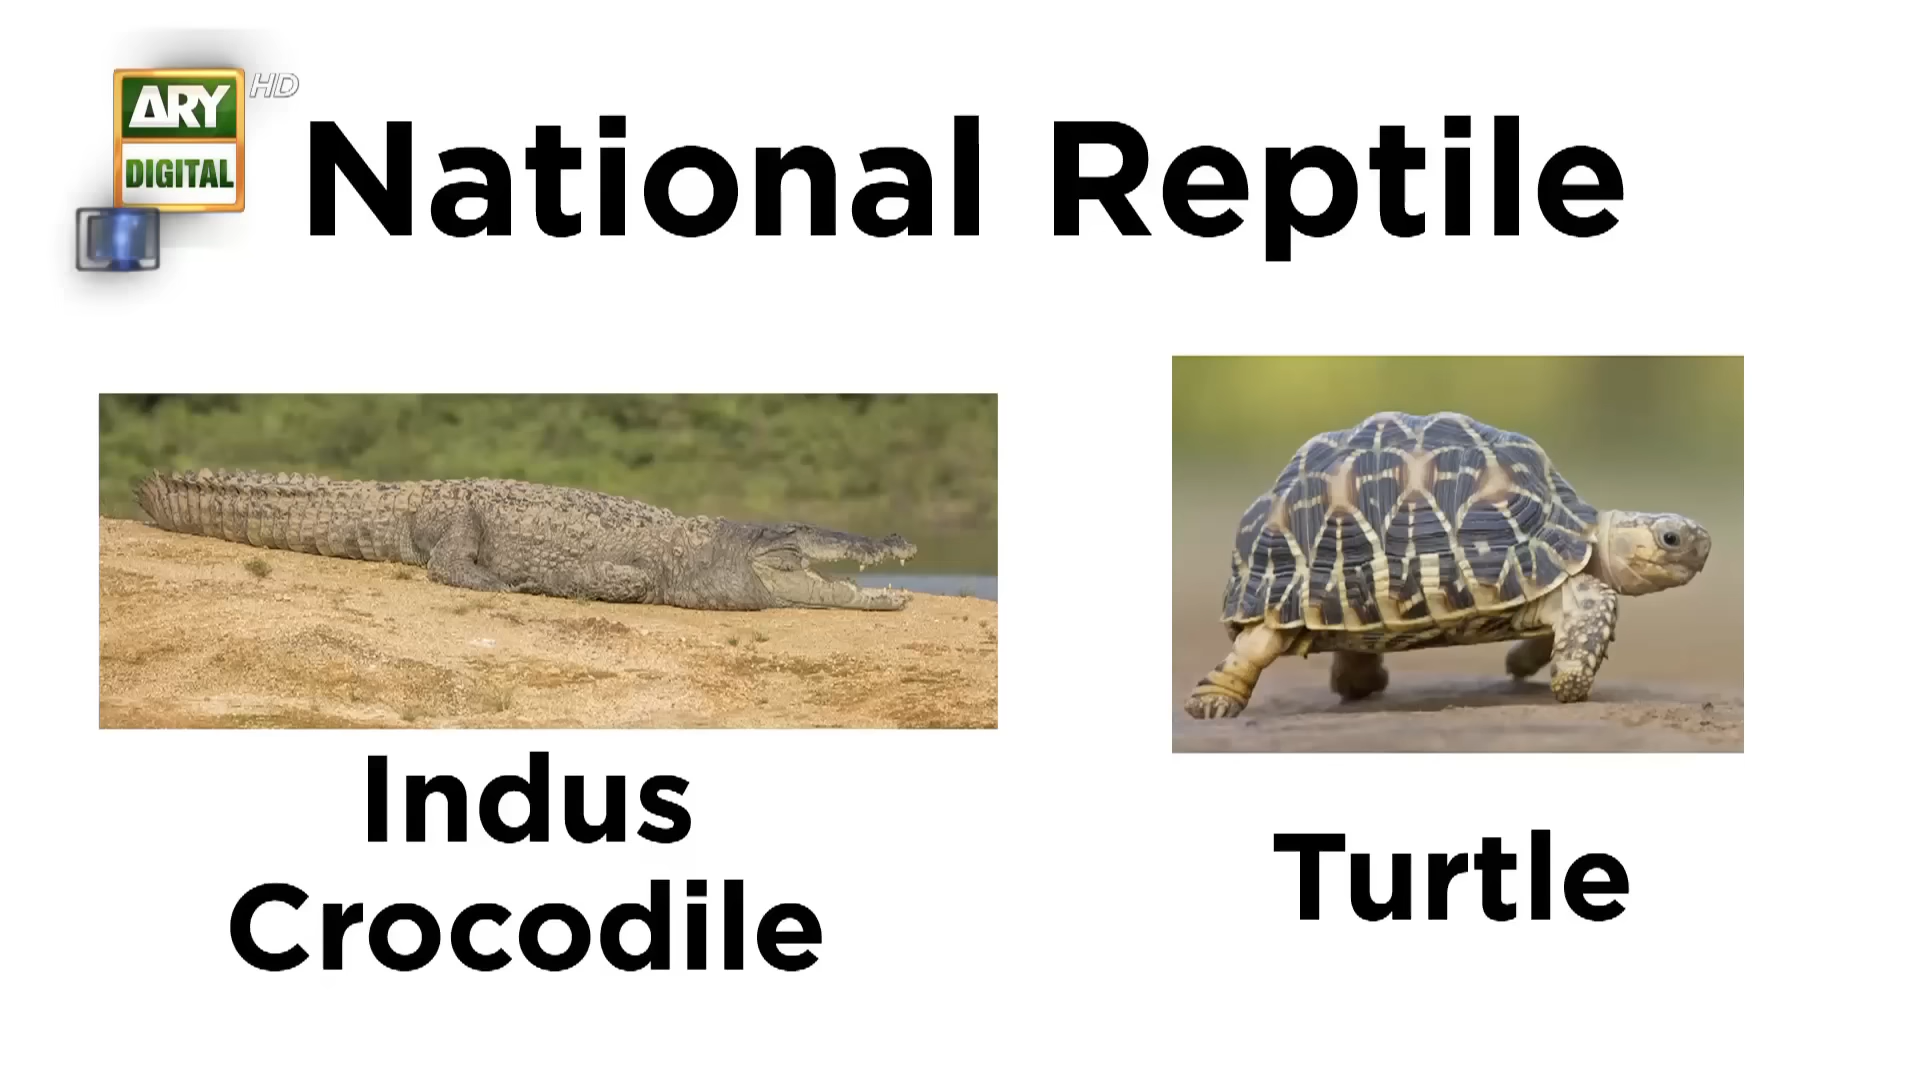 ARY
DIGITAL
HD
National Reptile
Indus
Crocodile
Turtle